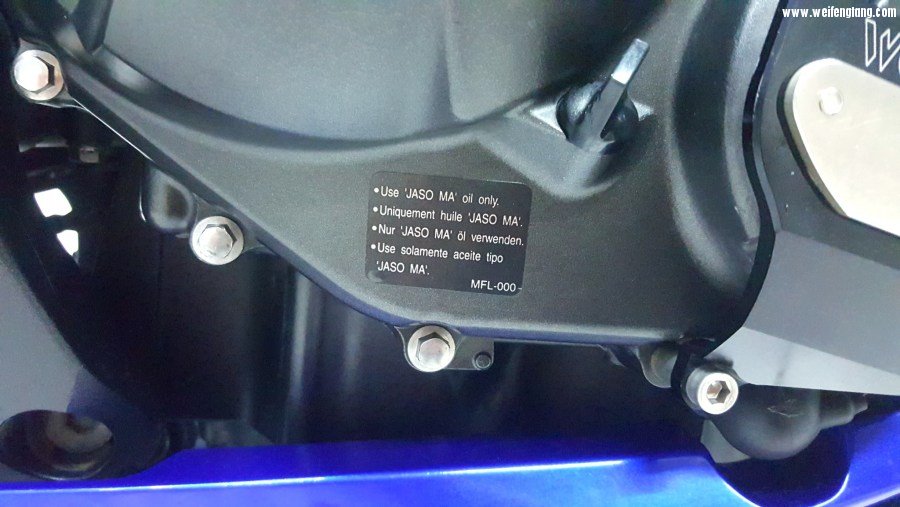 www.weifengtang.com
•Use 'JASO MA' oil only.
•Uniquement huile 'JASO MA'.
•Nur 'JASO MA' öl verwenden.
•Use solamente aceite tipo
'JASO MA'.
MFL-000-